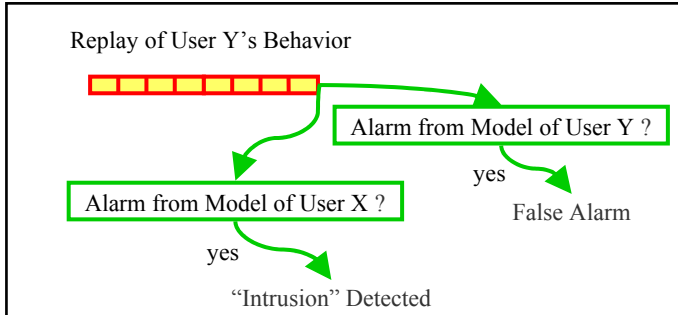 Replay of User Y’s Behavior
Alarm from Model of User Y ?
yes
False Alarm
Alarm from Model of User X ?
yes
“Intrusion” Detected